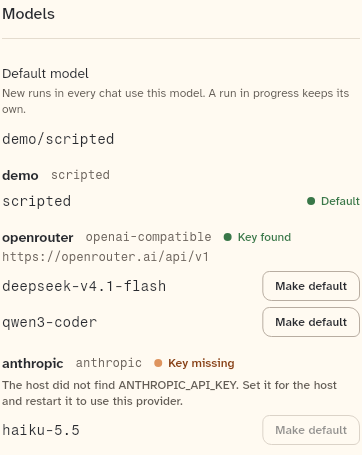 Models
Default model
New runs in every chat use this model. A run in progress keeps its
own.
demo/scripted
demo scripted
scripted Default
openrouter openai-compatible Key found
https://openrouter.ai/api/v1
deepseek-v4.1-flash Make default
qwen3-coder Make default
anthropic anthropic Key missing
The host did not find ANTHROPIC_API_KEY. Set it for the host
and restart it to use this provider.
haiku-5.5 Make default